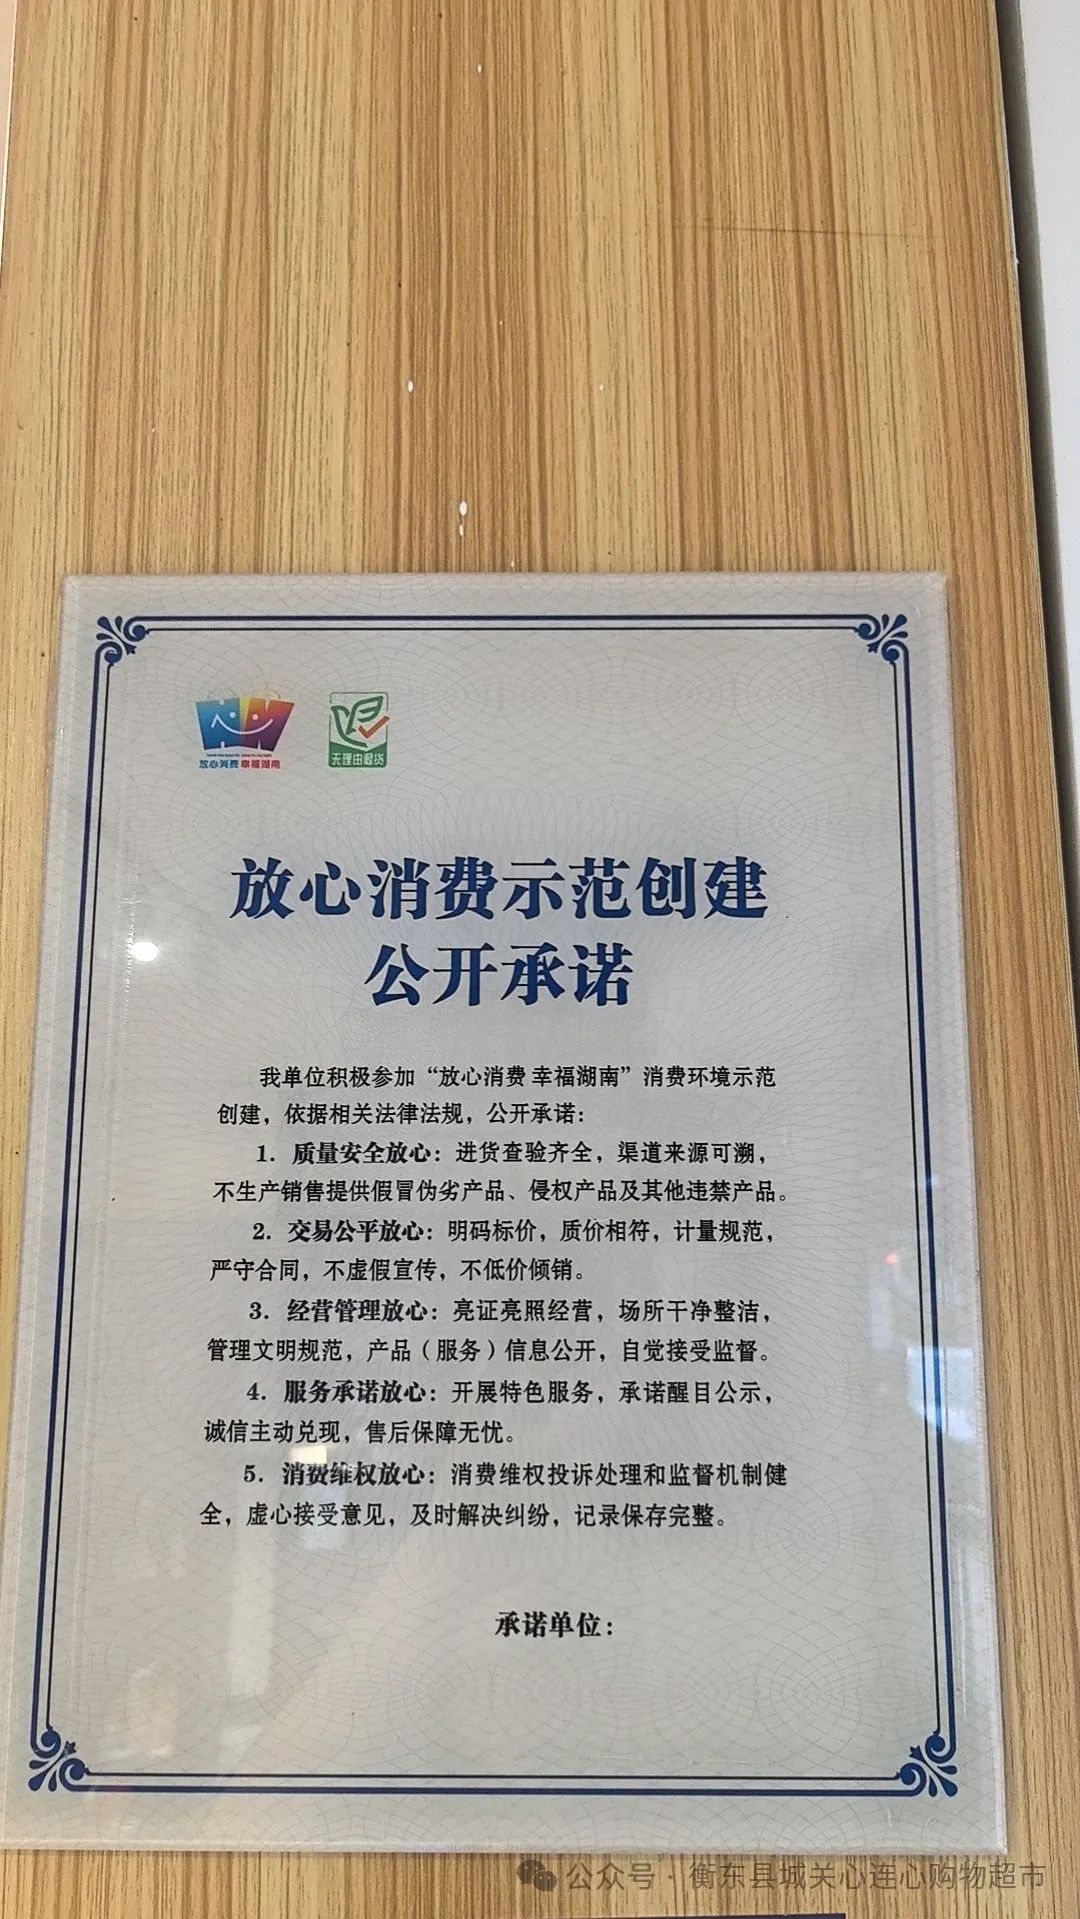 放心消费 幸福湖南
无理由退货
放心消费示范创建
公开承诺
我单位积极参加“放心消费 幸福湖南”消费环境示范
创建，依据相关法律法规，公开承诺：
1. 质量安全放心：进货查验齐全，渠道来源可溯，
不生产销售提供假冒伪劣产品、侵权产品及其他违禁产品。
2. 交易公平放心：明码标价，质价相符，计量规范，
严守合同，不虚假宣传，不低价倾销。
3. 经营管理放心：亮证亮照经营，场所干净整洁，
管理文明规范，产品（服务）信息公开，自觉接受监督。
4. 服务承诺放心：开展特色服务，承诺醒目公示，
诚信主动兑现，售后保障无忧。
5. 消费维权放心：消费维权投诉处理和监督机制健
全，虚心接受意见，及时解决纠纷，记录保存完整。
承诺单位：
公众号·衡东县城关心连心购物超市